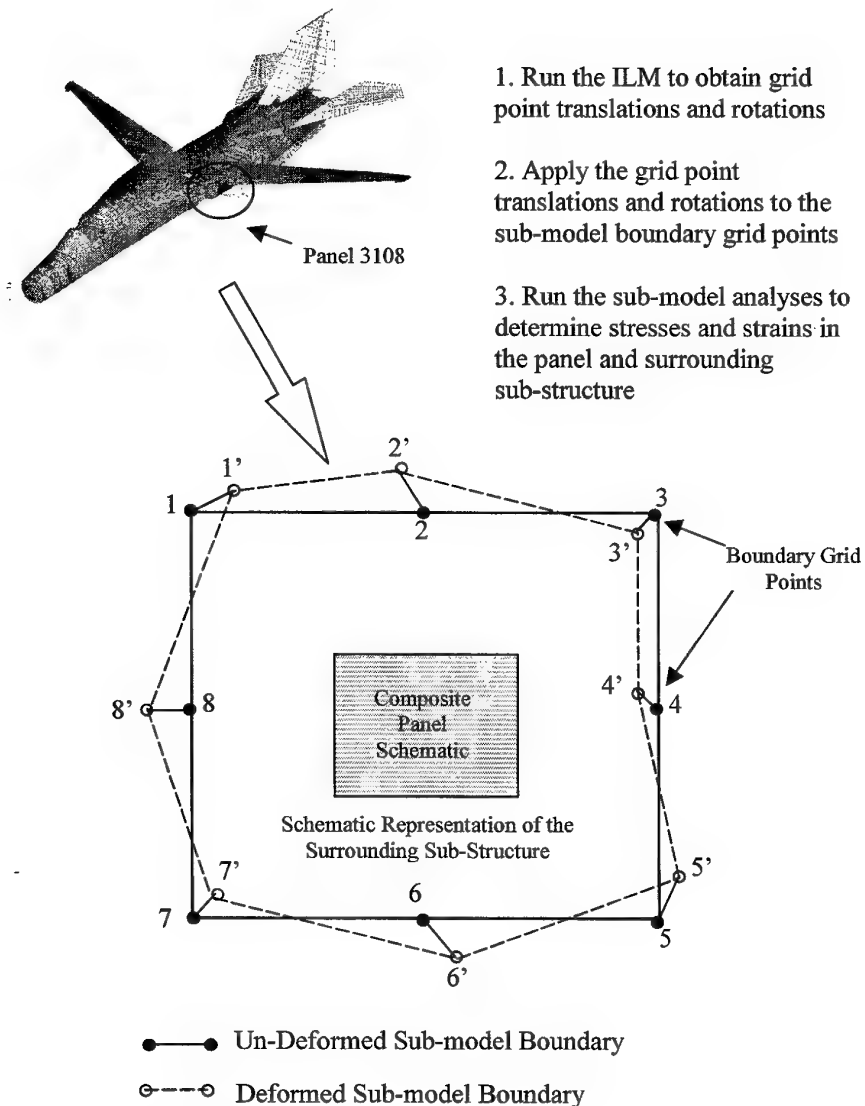 1. Run the ILM to obtain grid
point translations and rotations
2. Apply the grid point
translations and rotations to the
sub-model boundary grid points
3. Run the sub-model analyses to
determine stresses and strains in
the panel and surrounding
sub-structure
Panel 3108
1
1'
2'
2
3
3'
Boundary Grid
Points
4'
4
8'
8
Composite
Panel
Schematic
Schematic Representation of the
Surrounding Sub-Structure
7'
7
6
6'
5'
5
Un-Deformed Sub-model Boundary
Deformed Sub-model Boundary